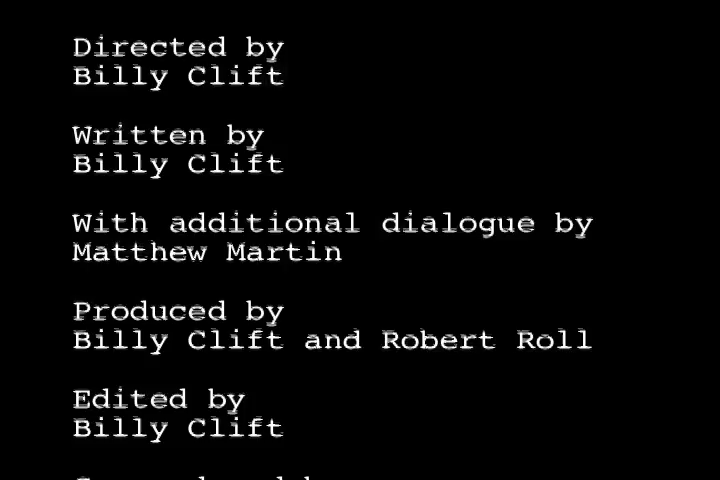 Directed by
Billy Clift
Written by
Billy Clift
With additional dialogue by
Matthew Martin
Produced by
Billy Clift and Robert Roll
Edited by
Billy Clift